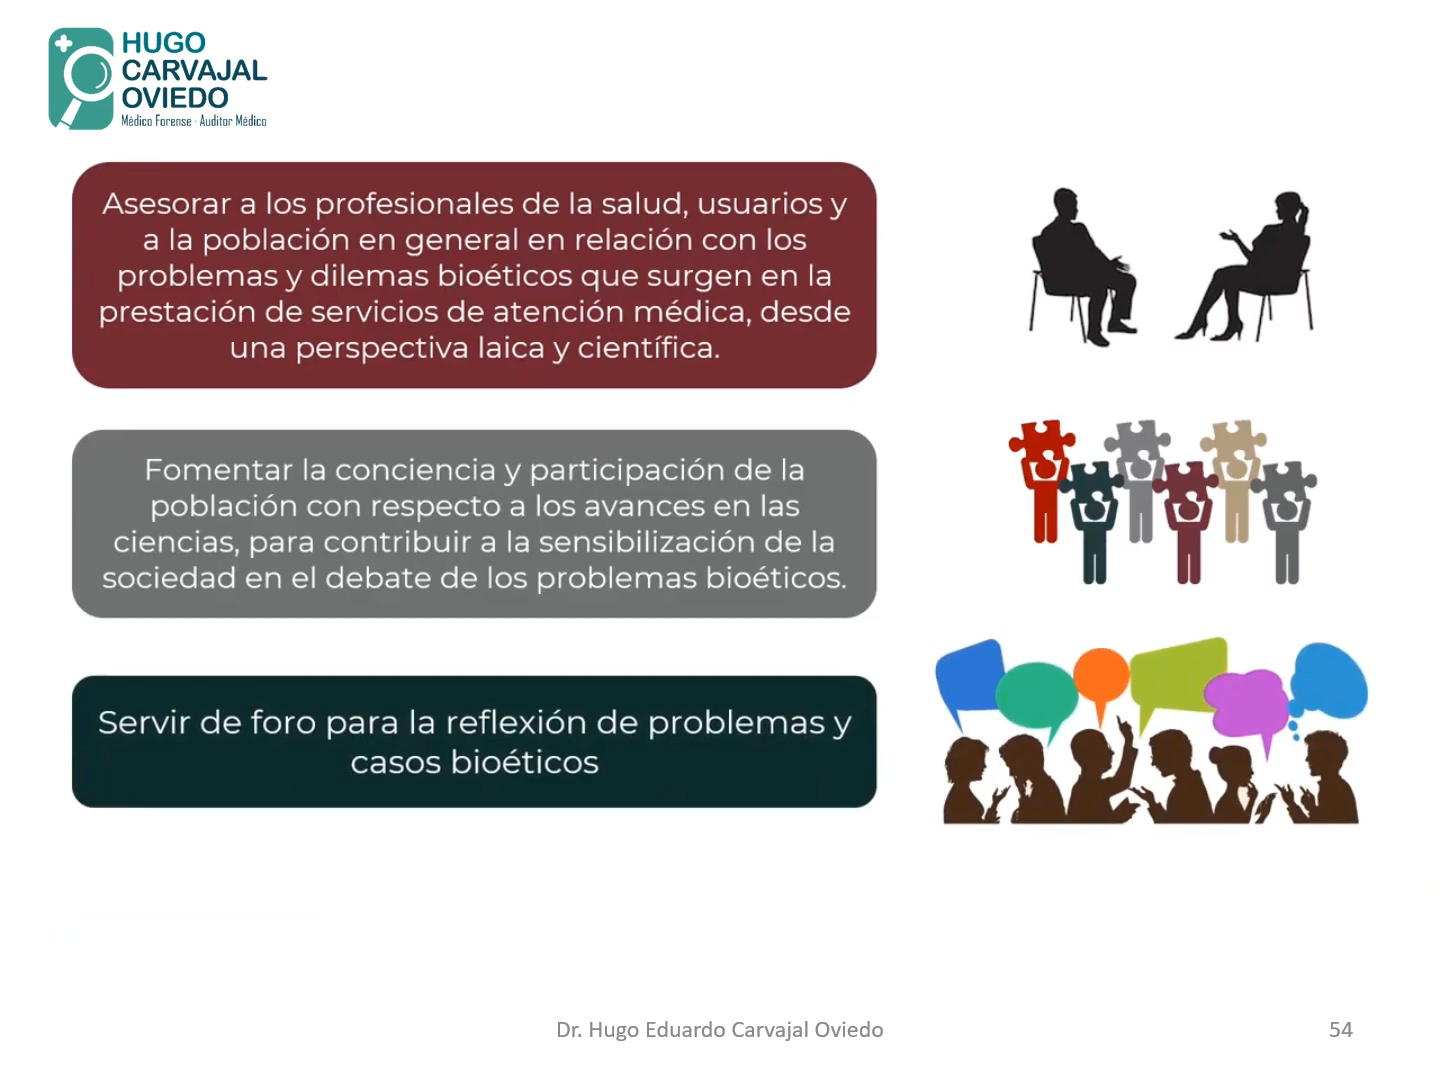 HUGO
CARVAJAL
OVIEDO
Médico Forense - Auditor Médico
Asesorar a los profesionales de la salud, usuarios y
a la población en general en relación con los
problemas y dilemas bioéticos que surgen en la
prestación de servicios de atención médica, desde
una perspectiva laica y científica.
Fomentar la conciencia y participación de la
población con respecto a los avances en las
ciencias, para contribuir a la sensibilización de la
sociedad en el debate de los problemas bioéticos.
Servir de foro para la reflexión de problemas y
casos bioéticos
Dr. Hugo Eduardo Carvajal Oviedo
54